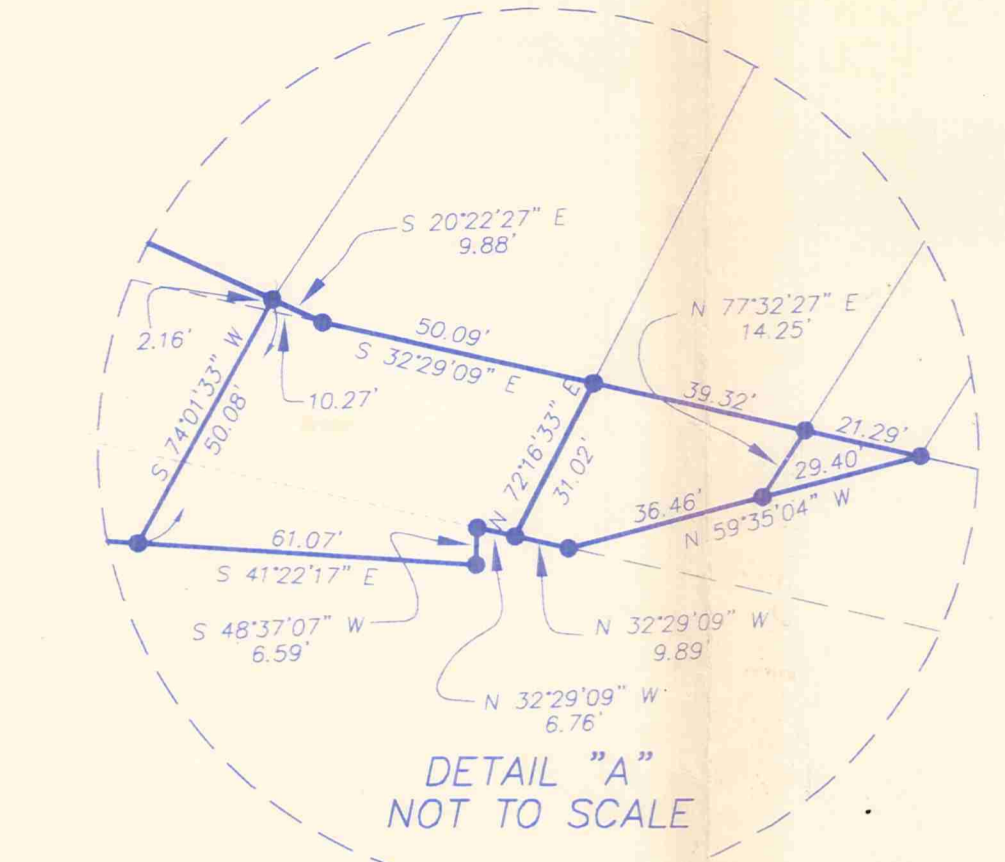 S 20°22'27" E
9.88'
N 77°32'27" E
14.25'
2.16'
50.09'
S 32°29'09" E
10.27'
39.32'
21.29'
S 74°01'33" W
50.08'
N 72°16'33" E
31.02'
29.40'
36.46'
N 59°35'04" W
61.07'
S 41°22'17" E
S 48°37'07" W
6.59'
N 32°29'09" W
9.89'
N 32°29'09" W
6.76'
DETAIL "A"
NOT TO SCALE